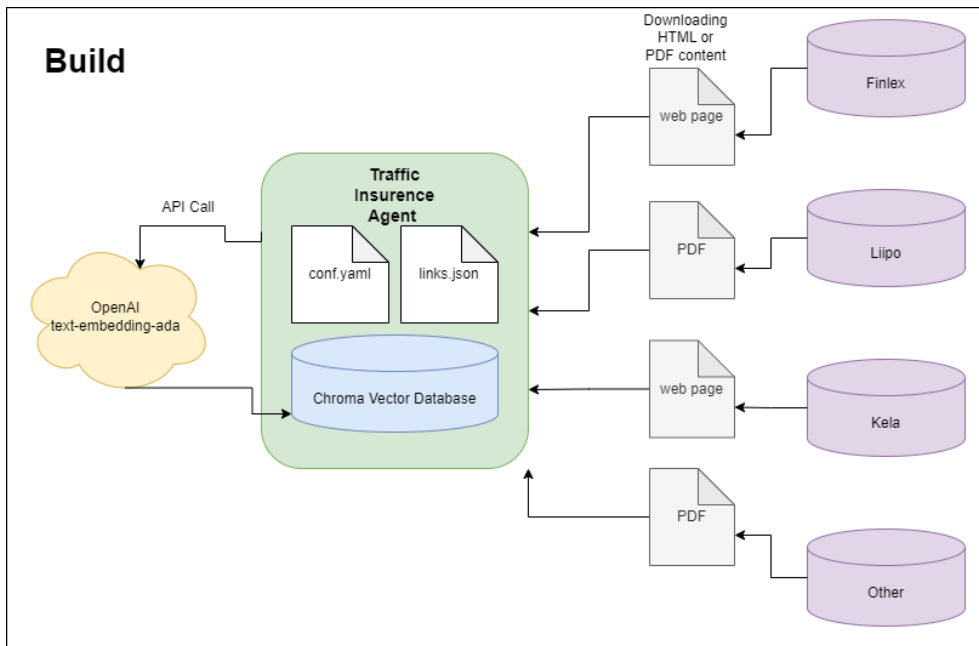 Build
Downloading
HTML or
PDF content
web page
Finlex
Traffic
Insurence
Agent
API Call
conf.yaml
links.json
PDF
Liipo
OpenAI
text-embedding-ada
Chroma Vector Database
web page
Kela
PDF
Other